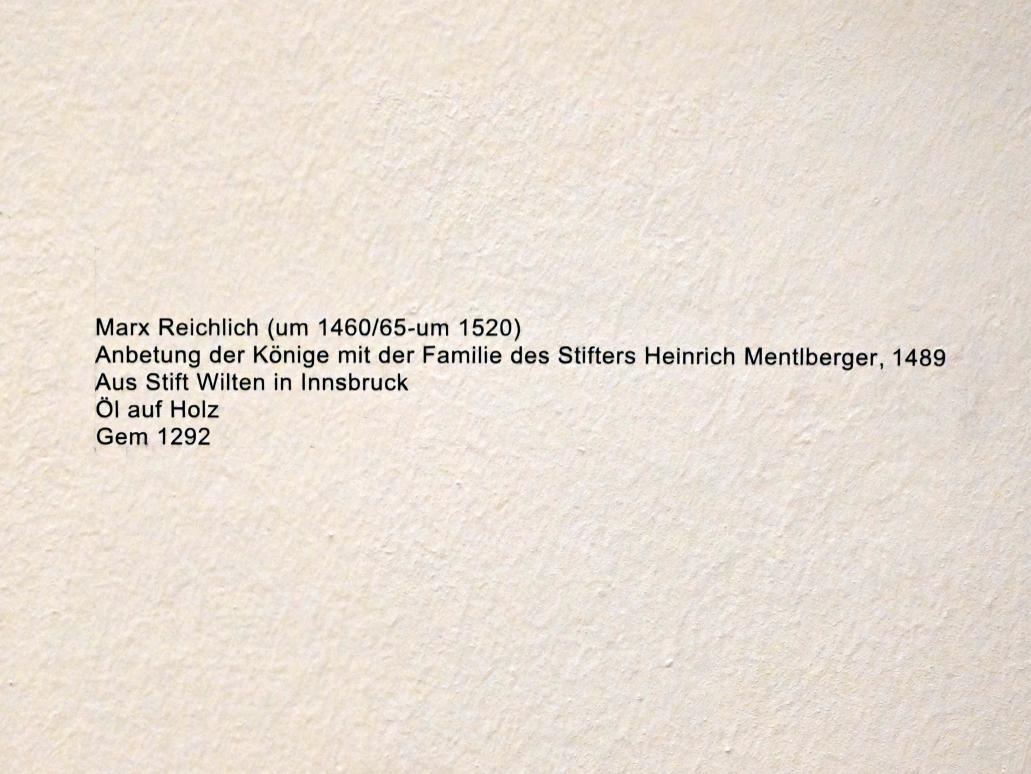 Marx Reichlich (um 1460/65-um 1520)
Anbetung der Könige mit der Familie des Stifters Heinrich Mentlberger, 1489
Aus Stift Wilten in Innsbruck
Öl auf Holz
Gem 1292